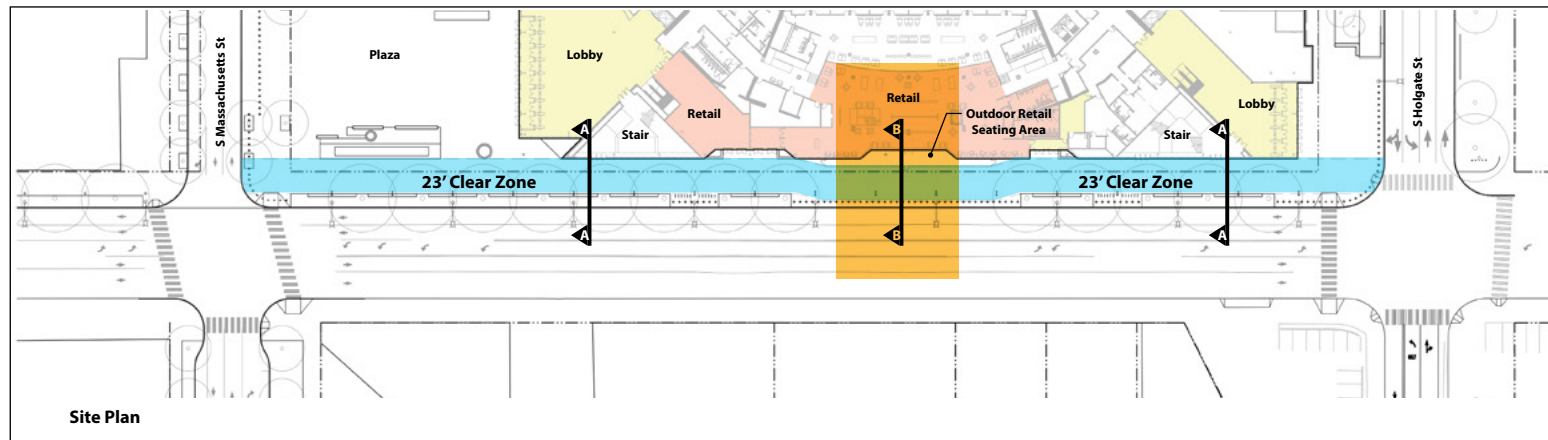 S Massachusetts St
Plaza
Lobby
Retail
Stair
Retail
Outdoor Retail
Seating Area
Stair
Lobby
S Holgate St
A
B
A
23’ Clear Zone
23’ Clear Zone
A
B
A
Site Plan